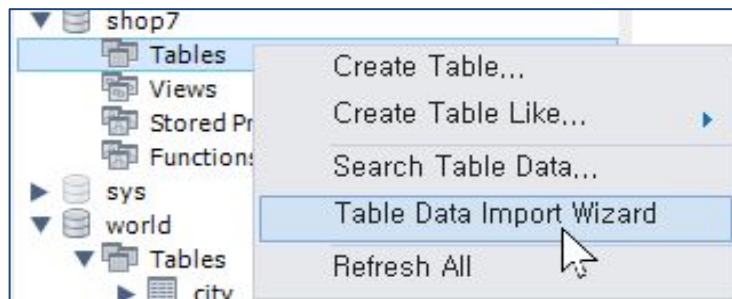 shop7
Tables
Views
Stored Pr
Functions
sys
world
Tables
city
Create Table...
Create Table Like...
Search Table Data...
Table Data Import Wizard
Refresh All